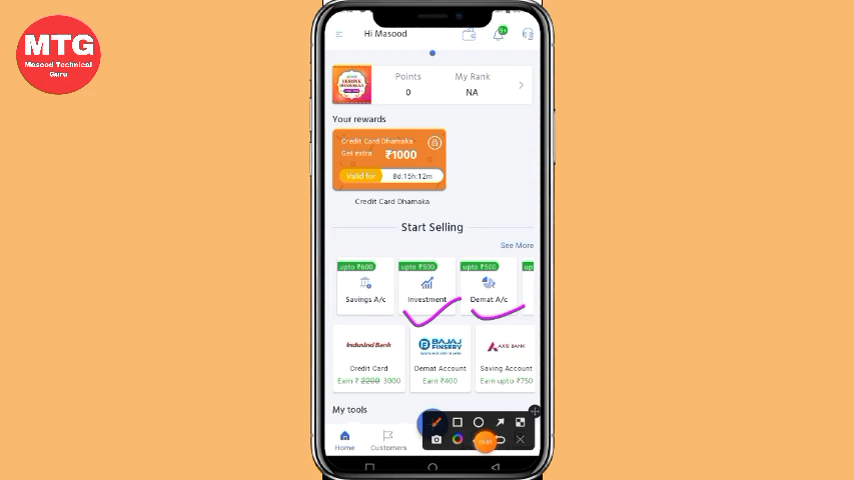 MTG
Masood Technical
Guru
Hi Masood
Points
My Rank
0
NA
Your rewards
Credit Card Dhamaka
Get extra ₹1000
Valid for 8d:15h:12m
Credit Card Dhamaka
Start Selling
See More
upto ₹600
upto ₹500
upto ₹500
up
Savings A/c
Investment
Demat A/c
IndusInd Bank
BAJAJ
FINSERV
AXIS BANK
Credit Card
Demat Account
Saving Account
Earn ₹ 2200 3000
Earn ₹400
Earn upto ₹750
My tools
Home
Customers